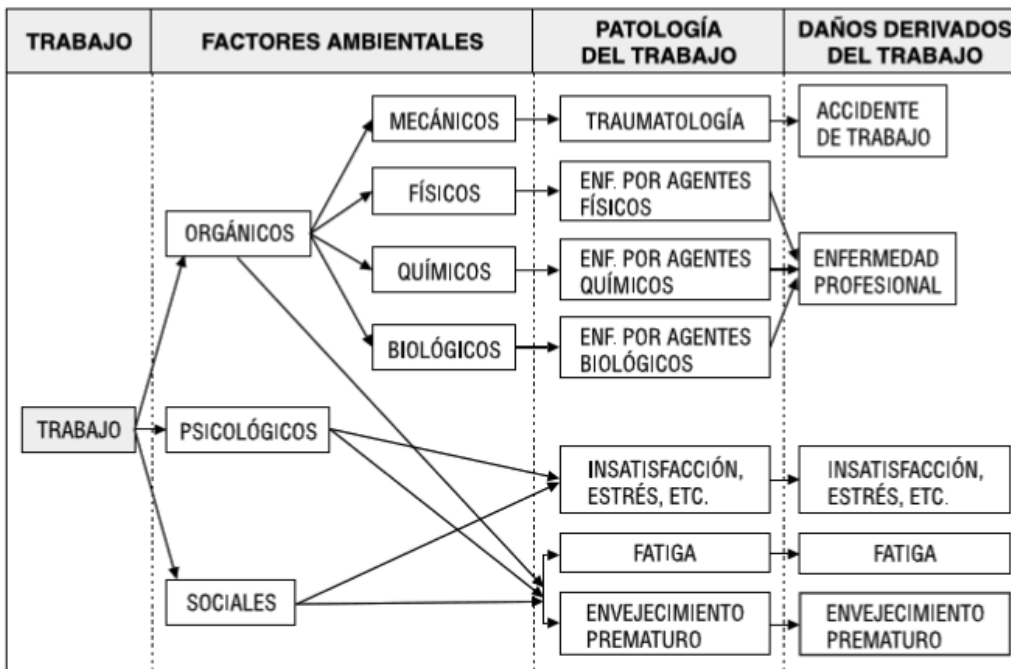 TRABAJO
FACTORES AMBIENTALES
PATOLOGÍA
DEL TRABAJO
DAÑOS DERIVADOS
DEL TRABAJO
MECÁNICOS
TRAUMATOLOGÍA
ACCIDENTE
DE TRABAJO
FÍSICOS
ENF. POR AGENTES
FÍSICOS
ORGÁNICOS
QUÍMICOS
ENF. POR AGENTES
QUÍMICOS
ENFERMEDAD
PROFESIONAL
BIOLÓGICOS
ENF. POR AGENTES
BIOLÓGICOS
TRABAJO
PSICOLÓGICOS
INSATISFACCIÓN,
ESTRÉS, ETC.
INSATISFACCIÓN,
ESTRÉS, ETC.
FATIGA
FATIGA
SOCIALES
ENVEJECIMIENTO
PREMATURO
ENVEJECIMIENTO
PREMATURO